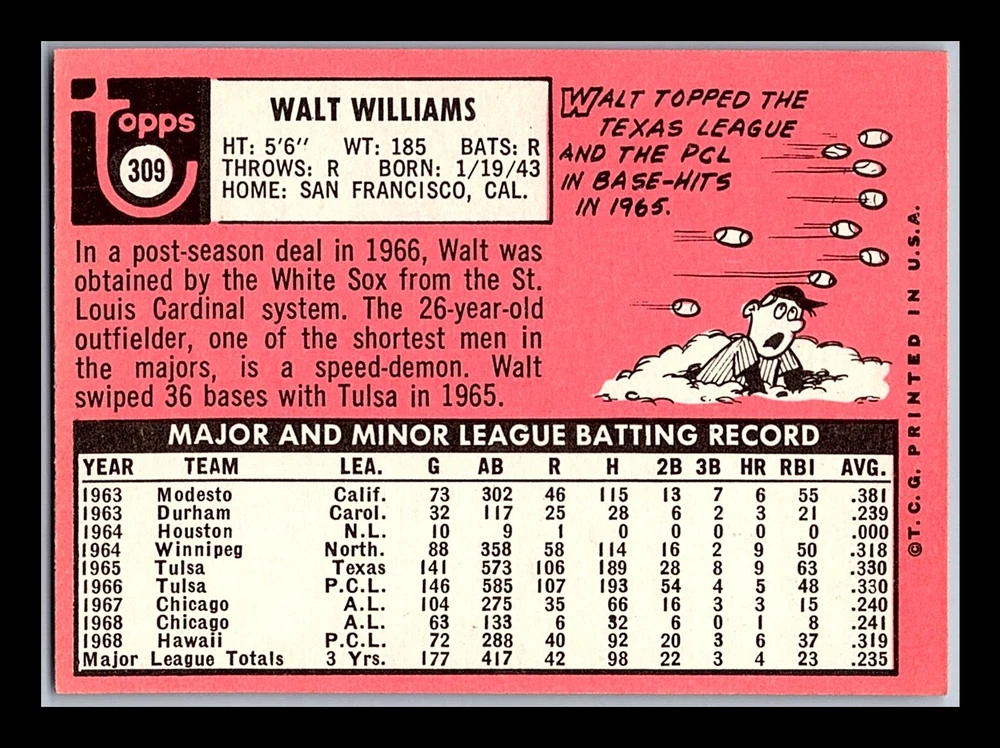 Topps
309
WALT WILLIAMS
HT: 5'6" WT: 185 BATS: R
THROWS: R BORN: 1/19/43
HOME: SAN FRANCISCO, CAL.
WALT TOPPED THE
TEXAS LEAGUE
AND THE PCL
IN BASE-HITS
IN 1965.
In a post-season deal in 1966, Walt was
obtained by the White Sox from the St.
Louis Cardinal system. The 26-year-old
outfielder, one of the shortest men in
the majors, is a speed-demon. Walt
swiped 36 bases with Tulsa in 1965.
MAJOR AND MINOR LEAGUE BATTING RECORD
YEAR TEAM LEA. G AB R H 2B 3B HR RBI AVG.
1963 Modesto Calif. 73 302 46 115 13 7 6 55 .381
1963 Durham Carol. 32 117 25 28 6 2 3 21 .239
1964 Houston N.L. 10 9 1 0 0 0 0 0 .000
1964 Winnipeg North. 88 358 58 114 16 2 9 50 .318
1965 Tulsa Texas 141 573 106 189 28 8 9 63 .330
1966 Tulsa P.C.L. 146 585 107 193 54 4 5 48 .330
1967 Chicago A.L. 104 275 35 66 16 3 3 15 .240
1968 Chicago A.L. 63 133 6 32 6 0 1 8 .241
1968 Hawaii P.C.L. 72 288 40 92 20 3 6 37 .319
Major League Totals 3 Yrs. 177 417 42 98 22 3 4 23 .235
©T.C.G. PRINTED IN U.S.A.